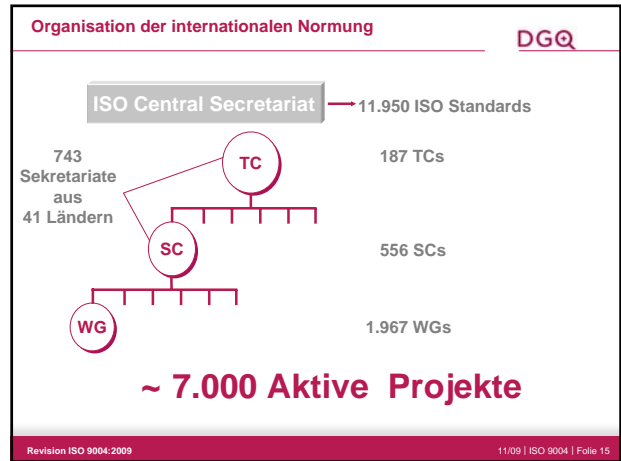 Organisation der internationalen Normung
DGQ
ISO Central Secretariat
11.950 ISO Standards
743
Sekretariate
aus
41 Ländern
TC
187 TCs
SC
556 SCs
WG
1.967 WGs
~ 7.000 Aktive Projekte
Revision ISO 9004:2009
11/09 | ISO 9004 | Folie 15